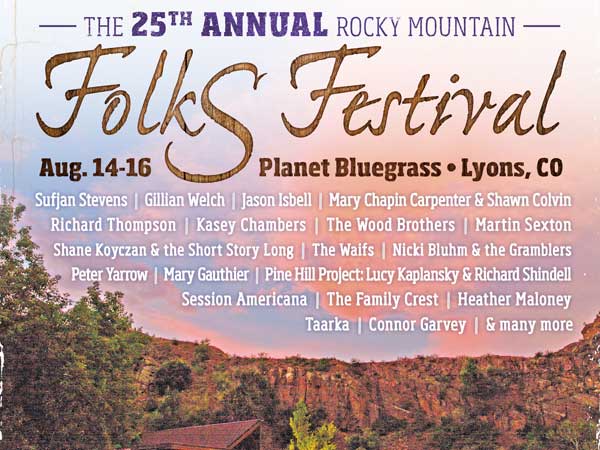 THE 25TH ANNUAL ROCKY MOUNTAIN
FolkS Festival
Aug. 14-16 Planet Bluegrass • Lyons, CO
Sufjan Stevens | Gillian Welch | Jason Isbell | Mary Chapin Carpenter & Shawn Colvin
Richard Thompson | Kasey Chambers | The Wood Brothers | Martin Sexton
Shane Koyczan & the Short Story Long | The Waifs | Nicki Bluhm & the Gramblers
Peter Yarrow | Mary Gauthier | Pine Hill Project: Lucy Kaplansky & Richard Shindell
Session Americana | The Family Crest | Heather Maloney
Taarka | Connor Garvey | & many more